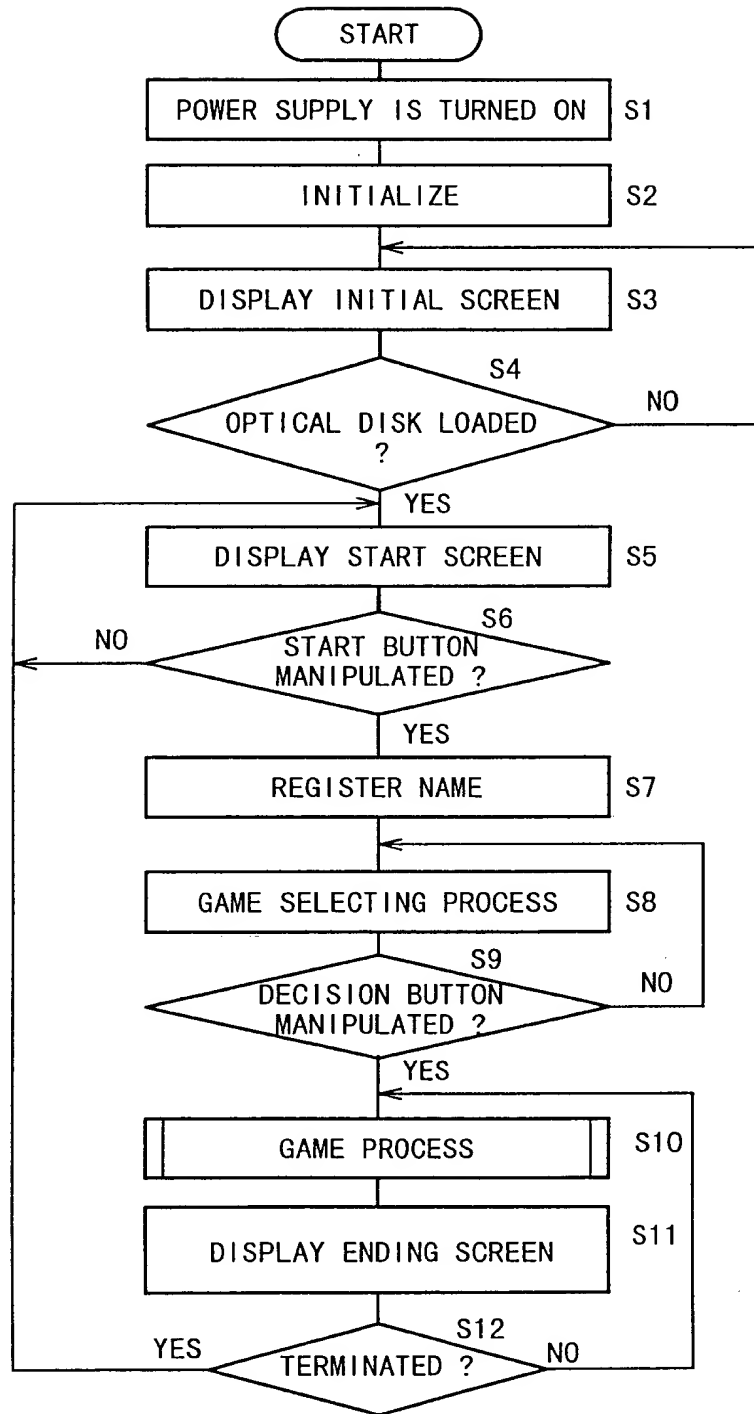 START
POWER SUPPLY IS TURNED ON S1
INITIALIZE S2
DISPLAY INITIAL SCREEN S3
S4
NO
OPTICAL DISK LOADED
?
YES
DISPLAY START SCREEN S5
S6
NO
START BUTTON
MANIPULATED ?
YES
REGISTER NAME S7
GAME SELECTING PROCESS S8
S9
NO
DECISION BUTTON
MANIPULATED ?
YES
GAME PROCESS S10
DISPLAY ENDING SCREEN S11
S12
YES
TERMINATED ?
NO